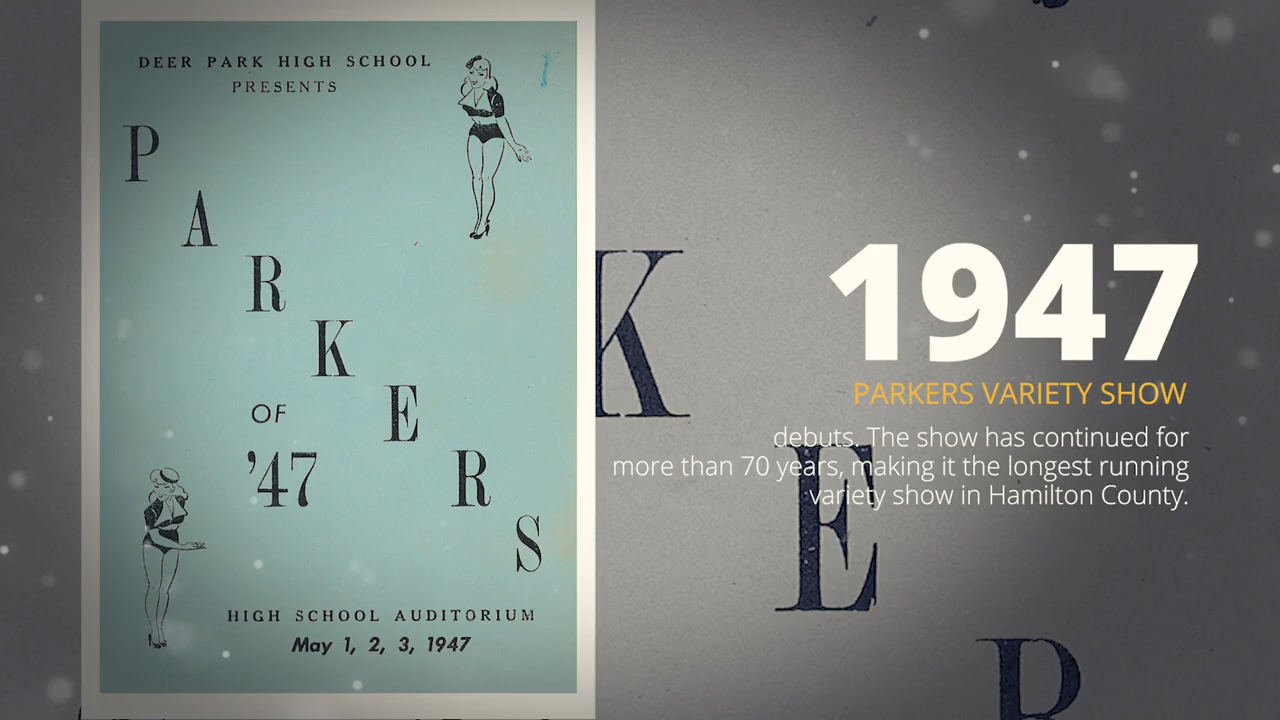 DEER PARK HIGH SCHOOL
PRESENTS
PARKERS
OF
'47
HIGH SCHOOL AUDITORIUM
May 1, 2, 3, 1947
K
E
R
1947
PARKERS VARIETY SHOW
debuts. The show has continued for
more than 70 years, making it the longest running
variety show in Hamilton County.